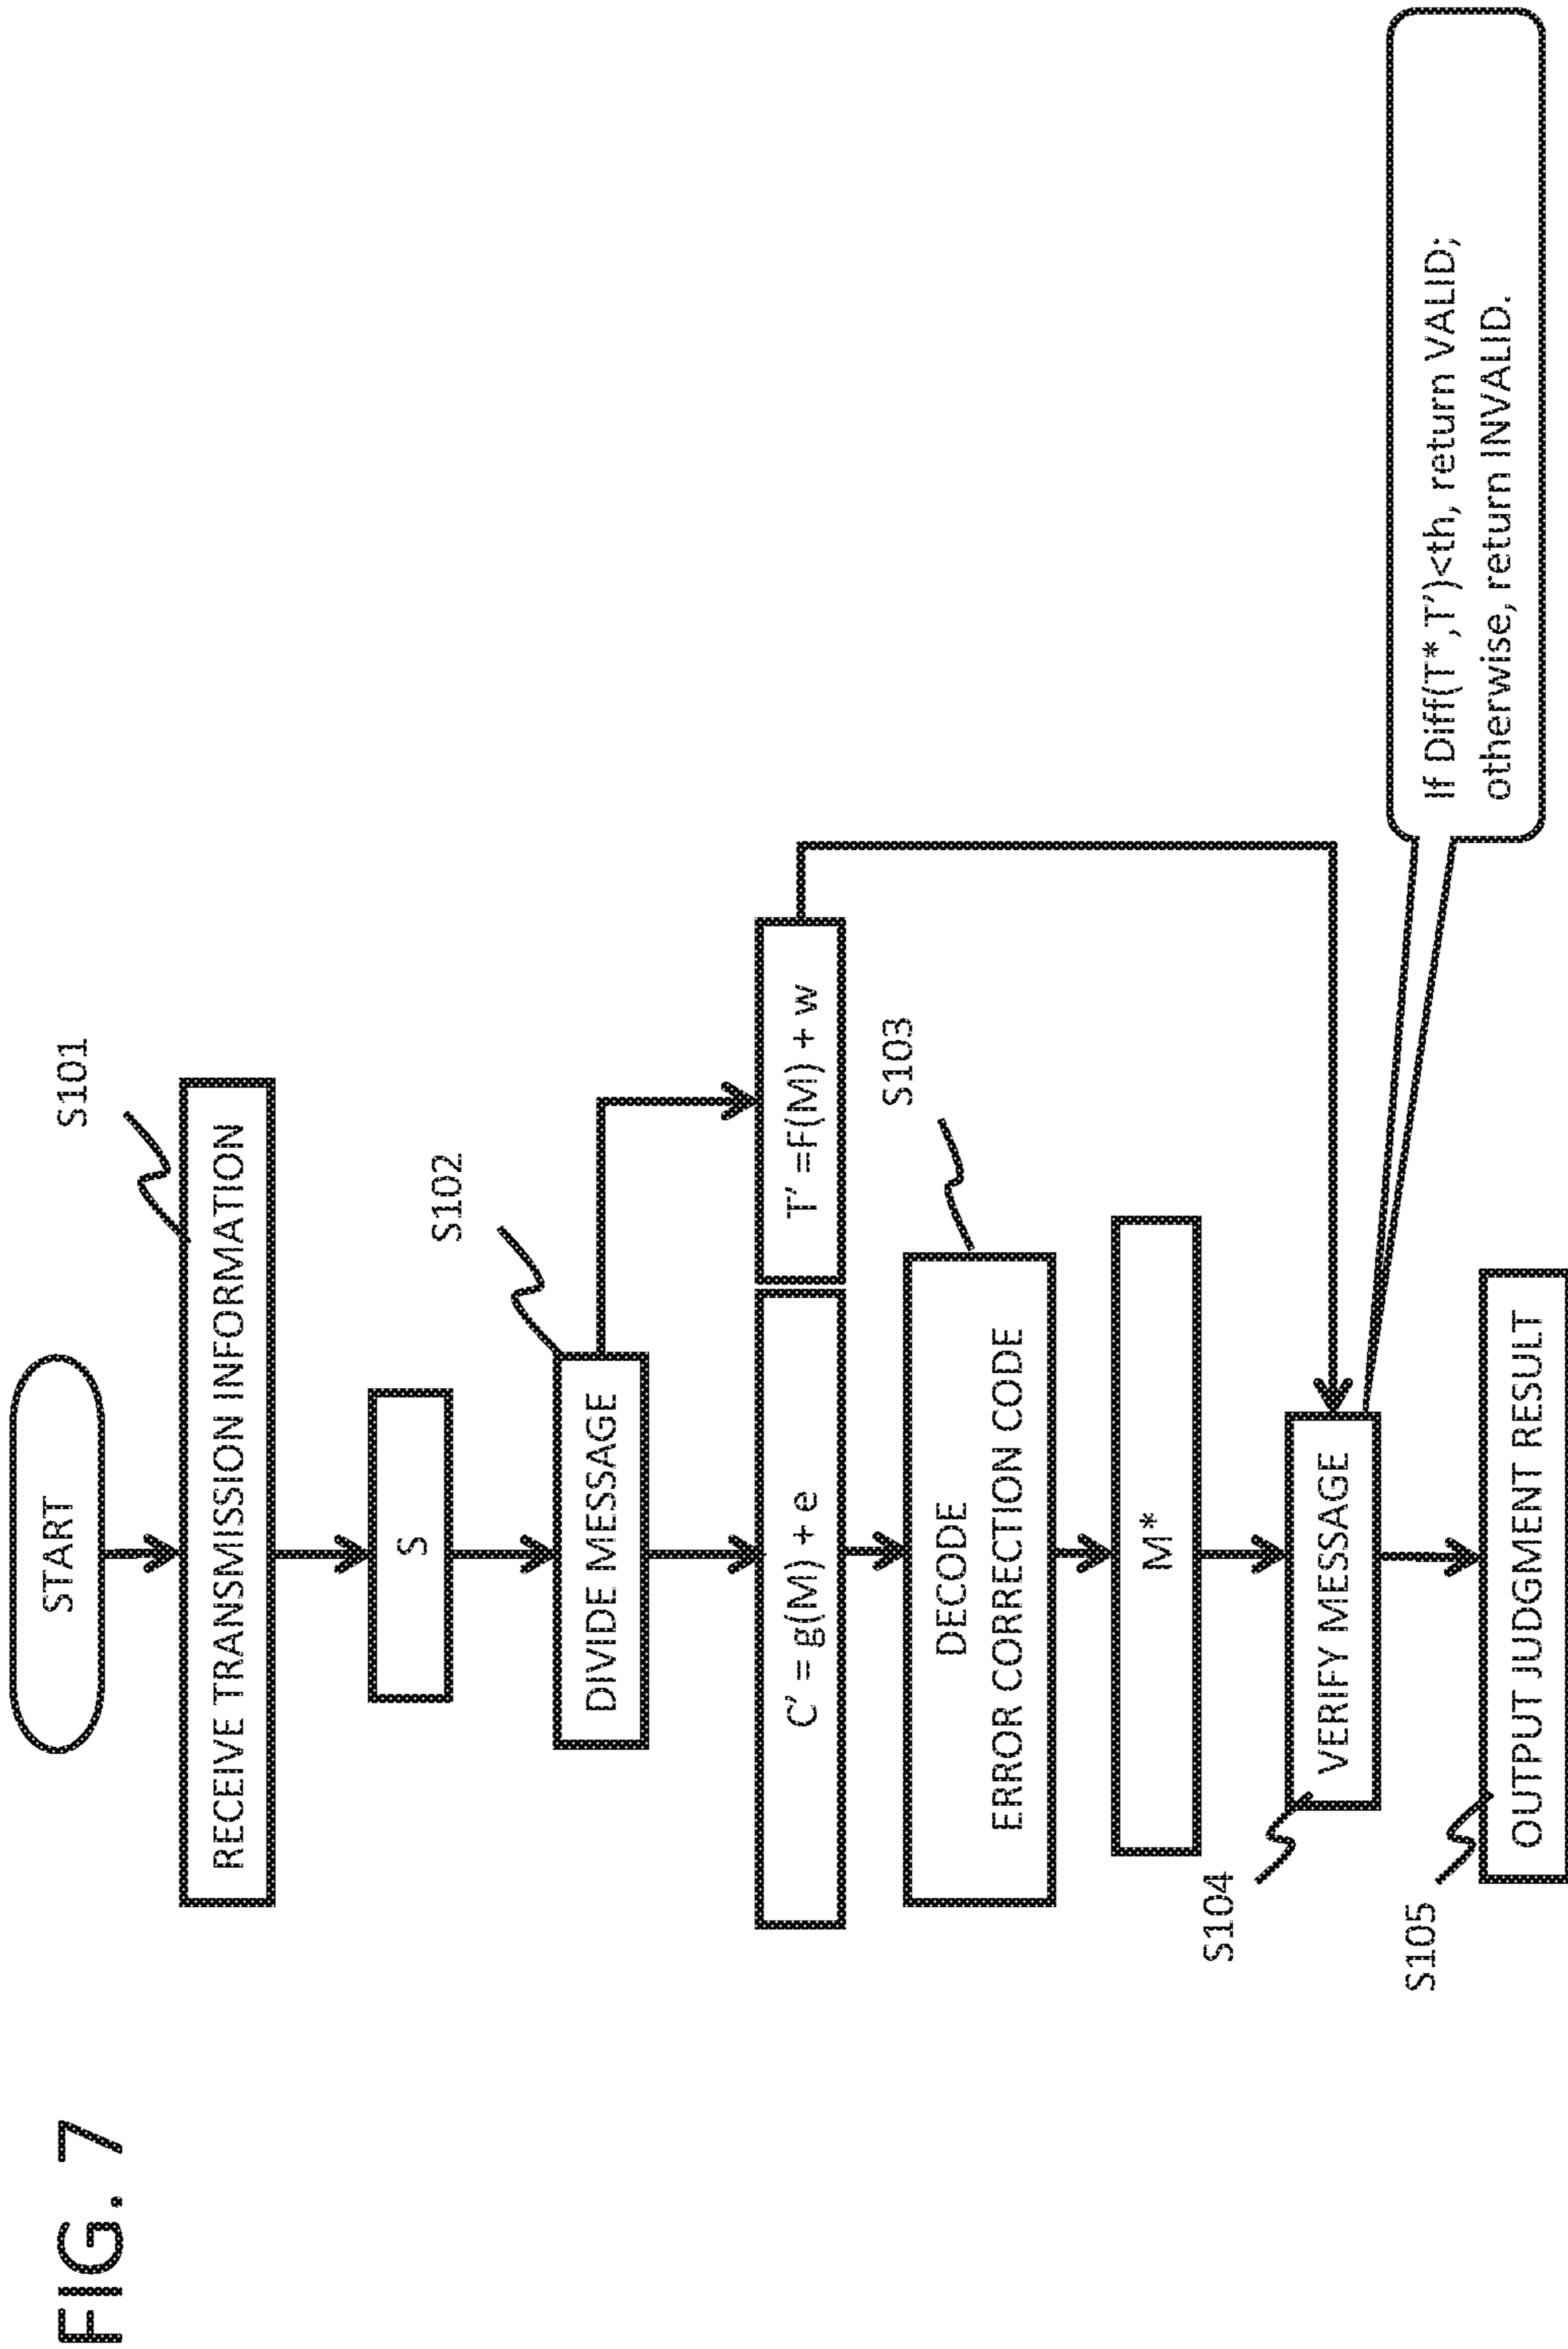 FIG. 7
START
S101
RECEIVE TRANSMISSION INFORMATION
S
S102
DIVIDE MESSAGE
C' = g(M) + e
T' =F(M) + w
S103
DECODE
ERROR CORRECTION CODE
M*
S104
VERIFY MESSAGE
If Diff(T*,T')<th, return VALID;
otherwise, return INVALID.
S105
OUTPUT JUDGMENT RESULT